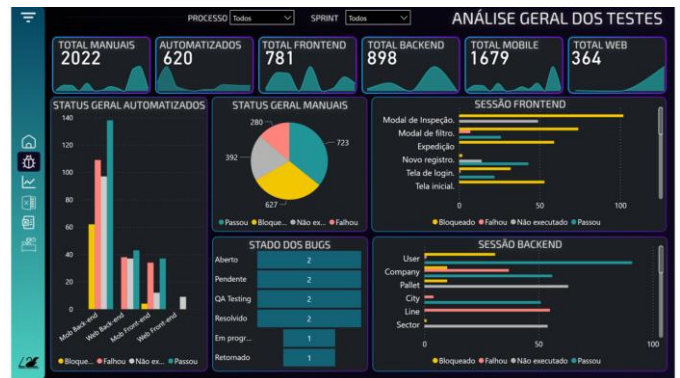 PROCESSO Todos SPRINT Todos ANÁLISE GERAL DOS TESTES
TOTAL MANUAIS
2022
AUTOMATIZADOS
620
TOTAL FRONTEND
781
TOTAL BACKEND
898
TOTAL MOBILE
1679
TOTAL WEB
364
STATUS GERAL AUTOMATIZADOS
140
120
100
80
60
40
20
0
Mob Back-end
Web Back-end
Mob Front-end
Web Front-end
Bloque... Falhou Não ex... Passou
STATUS GERAL MANUAIS
280
723
392
627
Passou Bloque... Não ex... Falhou
SESSÃO FRONTEND
Modal de Inspeção.
Modal de filtro.
Expedição
Novo registro.
Tela de login.
Tela inicial.
0 50 100
Bloqueado Falhou Não executado Passou
STADO DOS BUGS
Aberto 2
Pendente 2
QA Testing 2
Resolvido 2
Em progr... 1
Retornado 1
SESSÃO BACKEND
User
Company
Pallet
City
Line
Sector
0 50 100
Bloqueado Falhou Não executado Passou